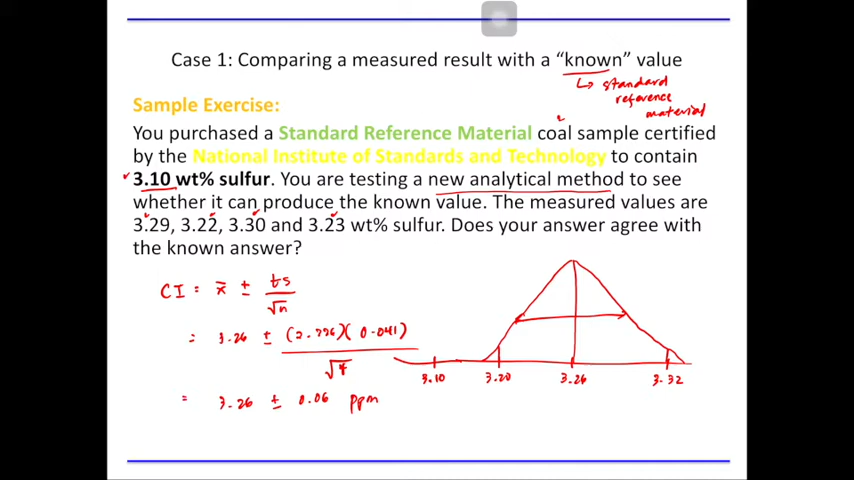 Case 1: Comparing a measured result with a “known” value
↳ standard
reference
material
Sample Exercise:
You purchased a Standard Reference Material coal sample certified
by the National Institute of Standards and Technology to contain
3.10 wt% sulfur. You are testing a new analytical method to see
whether it can produce the known value. The measured values are
3.29, 3.22, 3.30 and 3.23 wt% sulfur. Does your answer agree with
the known answer?
CI = x̄ ± ts
√n
= 3.26 ± (2.776)(0.041)
√4
= 3.26 ± 0.06 ppm
3.10 3.20 3.26 3.32